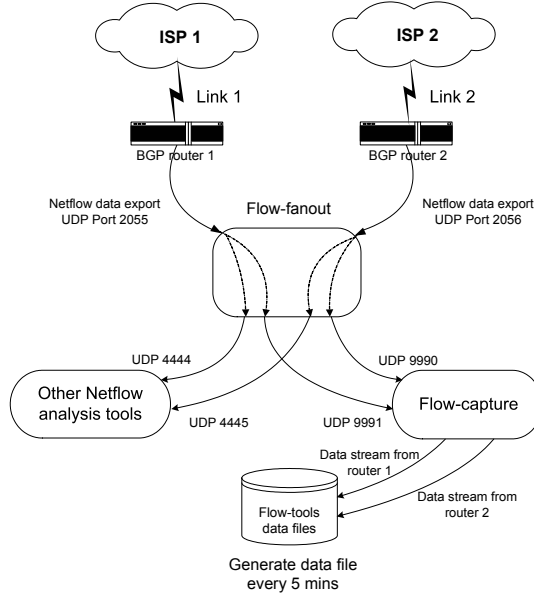 ISP 1
ISP 2
Link 1
Link 2
BGP router 1
BGP router 2
Netflow data export
UDP Port 2055
Flow-fanout
Netflow data export
UDP Port 2056
UDP 4444
UDP 9990
Other Netflow
analysis tools
Flow-capture
UDP 4445
UDP 9991
Data stream from
router 1
Data stream from
router 2
Flow-tools
data files
Generate data file
every 5 mins